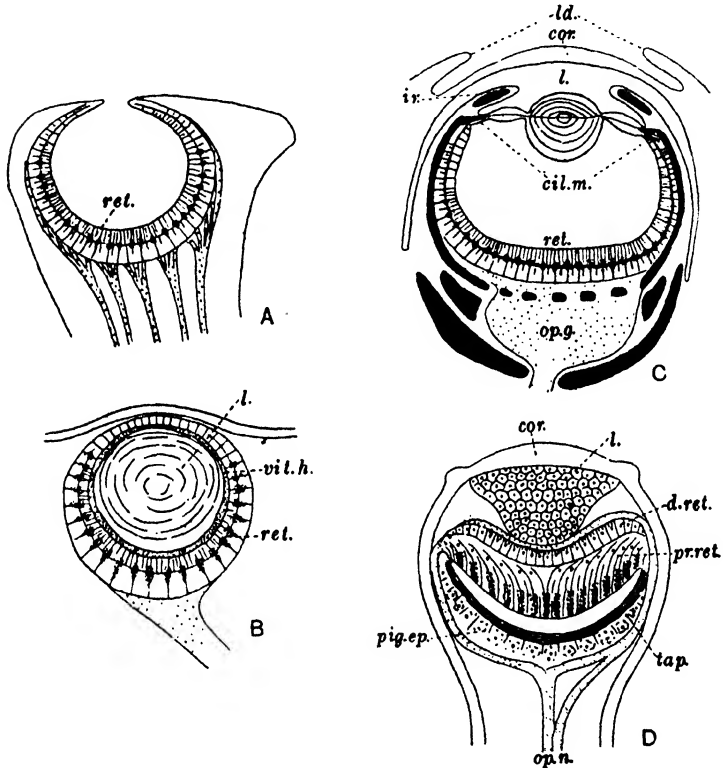 ret.
A
ld.
cor.
l.
ir.
cil.m.
ret.
op.g.
C
l.
vit.h.
ret.
B
cor.
l.
d.ret.
pr.ret.
pig.ep.
tap.
op.n.
D